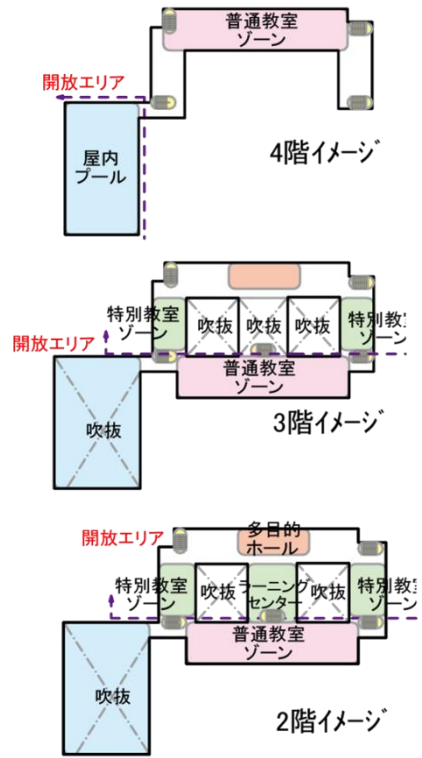 普通教室
ゾーン
開放エリア
屋内
プール
4階イメージ
特別教室
ゾーン
吹抜
吹抜
吹抜
特別教室
ゾーン
開放エリア
普通教室
ゾーン
吹抜
3階イメージ
多目的
ホール
開放エリア
特別教室
ゾーン
吹抜
ラーニング
センター
吹抜
特別教室
ゾーン
普通教室
ゾーン
吹抜
2階イメージ